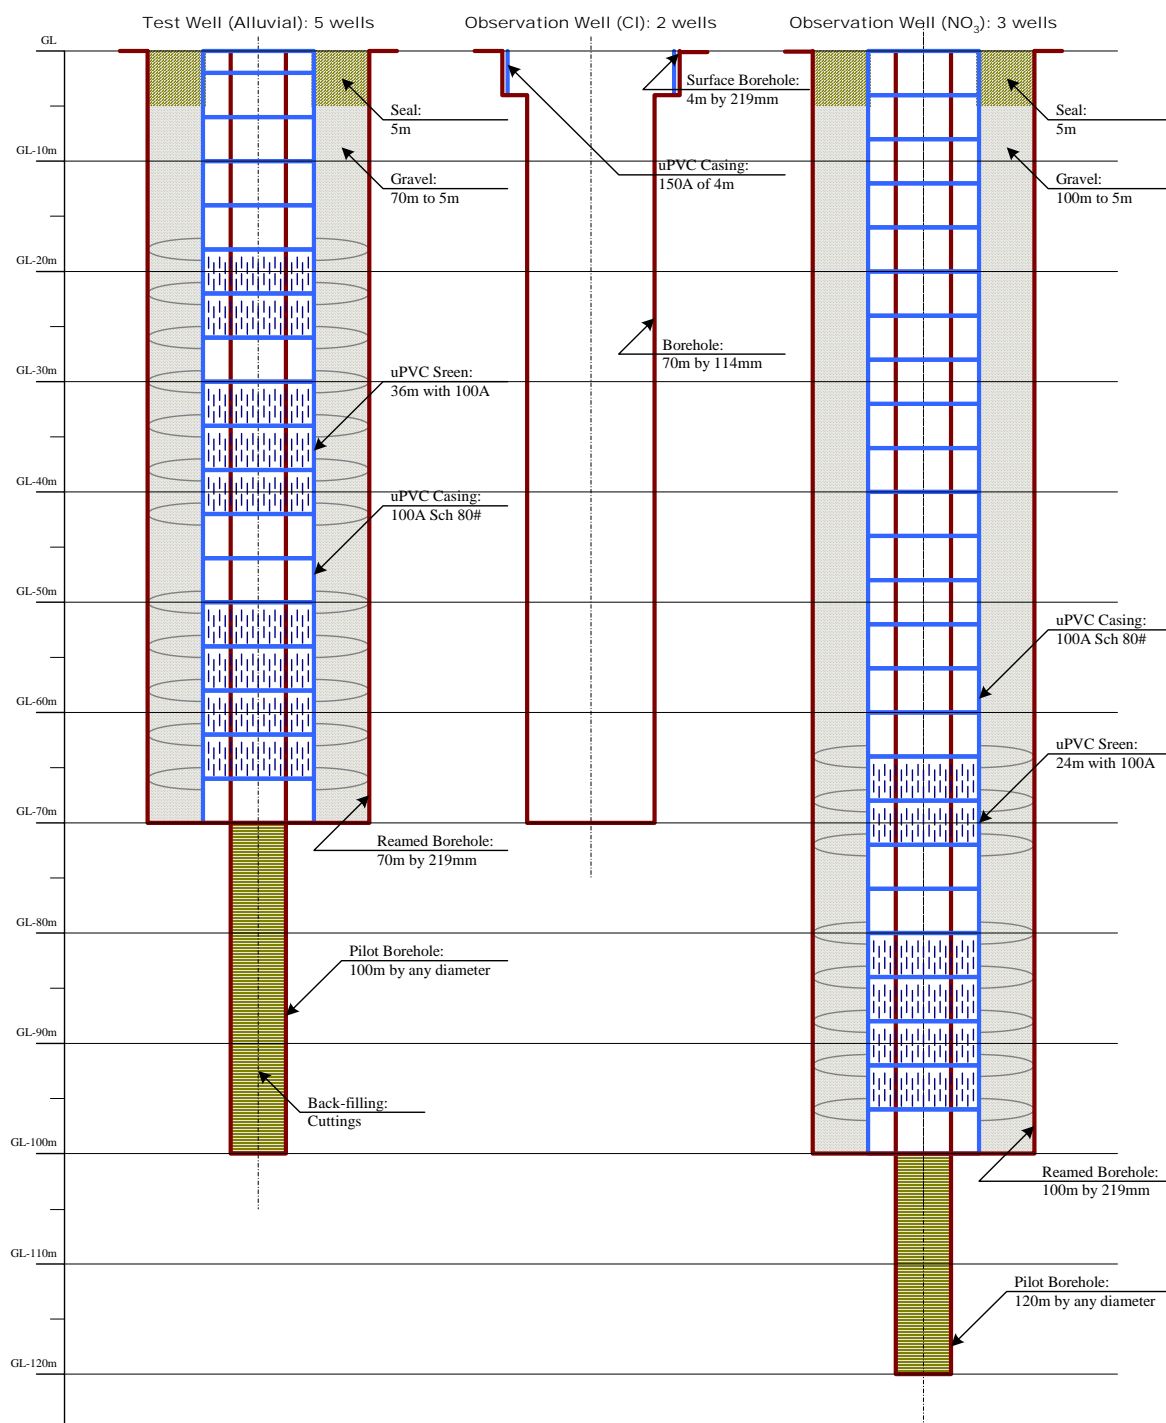 Test Well (Alluvial): 5 wells
Observation Well (Cl): 2 wells
Observation Well (NO3): 3 wells
GL
GL-10m
GL-20m
GL-30m
GL-40m
GL-50m
GL-60m
GL-70m
GL-80m
GL-90m
GL-100m
GL-110m
GL-120m
Seal:
5m
Gravel:
70m to 5m
uPVC Sreen:
36m with 100A
uPVC Casing:
100A Sch 80#
Reamed Borehole:
70m by 219mm
Pilot Borehole:
100m by any diameter
Back-filling:
Cuttings
Surface Borehole:
4m by 219mm
uPVC Casing:
150A of 4m
Borehole:
70m by 114mm
Seal:
5m
Gravel:
100m to 5m
uPVC Casing:
100A Sch 80#
uPVC Sreen:
24m with 100A
Reamed Borehole:
100m by 219mm
Pilot Borehole:
120m by any diameter